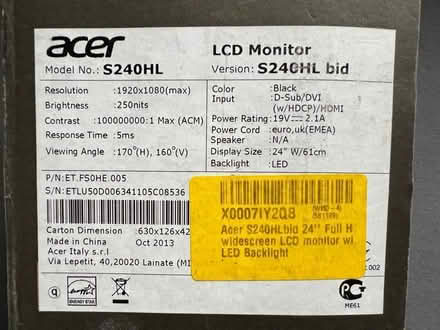 acer
Model No.: S240HL
LCD Monitor
Version: S240HL bid
Resolution :1920x1080(max)
Brightness :250nits
Contrast :100000000:1 Max (ACM)
Response Time :5ms
Viewing Angle :170°(H), 160°(V)
Color :Black
Input :D-Sub/DVI
(w/HDCP)/HDMI
Power Rating :19V⎓2.1A
Power Cord :euro,uk(EMEA)
Speaker :N/A
Display Size :24" W/61cm
Backlight :LED
P/N:ET.FS0HE.005
S/N:ETLU50D006341105C08536
Carton Dimension :630x126x42
Oct 2013
Acer Italy s.r.l
Via Lepetit, 40,20020 Lainate (MI
X0007IY2Q8
Acer S240HLbid 24'' Full H
widescreen LCD monitor wi
LED Backlight
ENERGY STAR
002
ME61